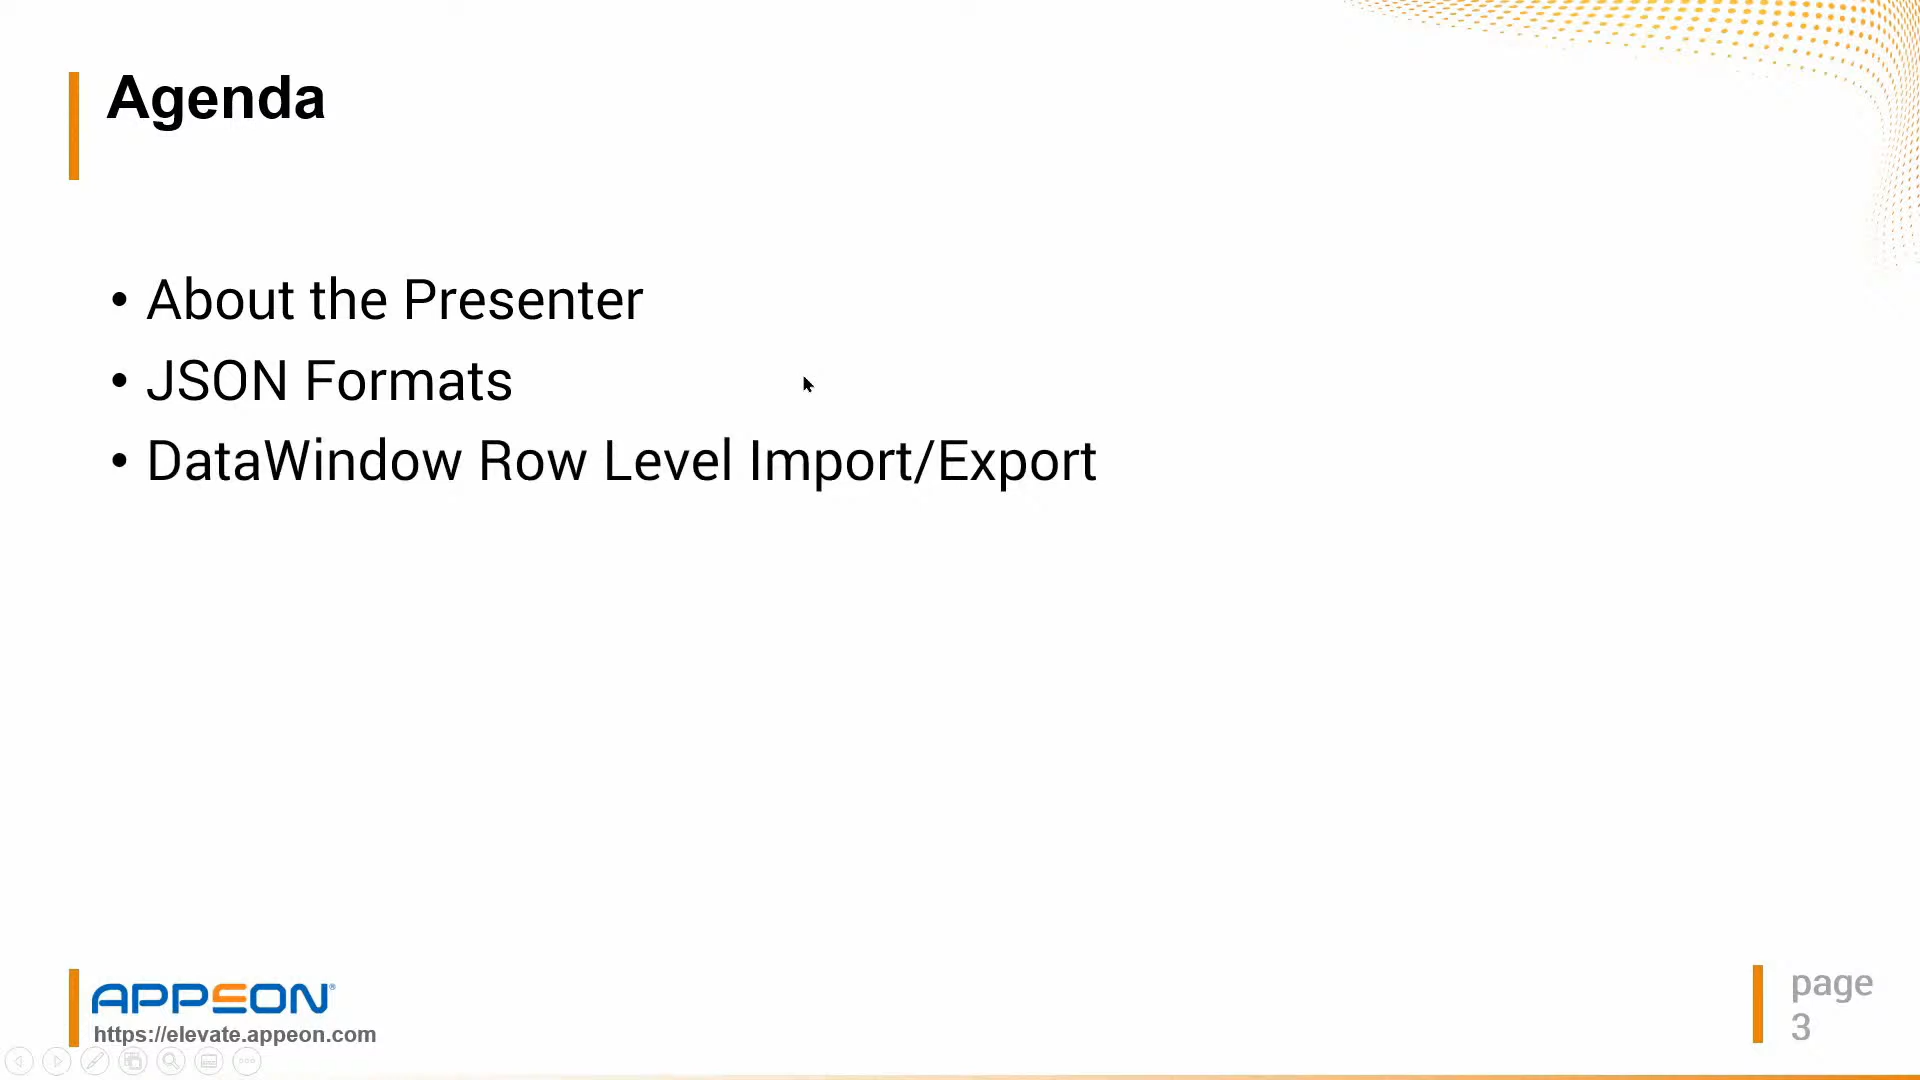 Agenda
• About the Presenter
• JSON Formats
• DataWindow Row Level Import/Export
APPEON®
https://elevate.appeon.com
page
3